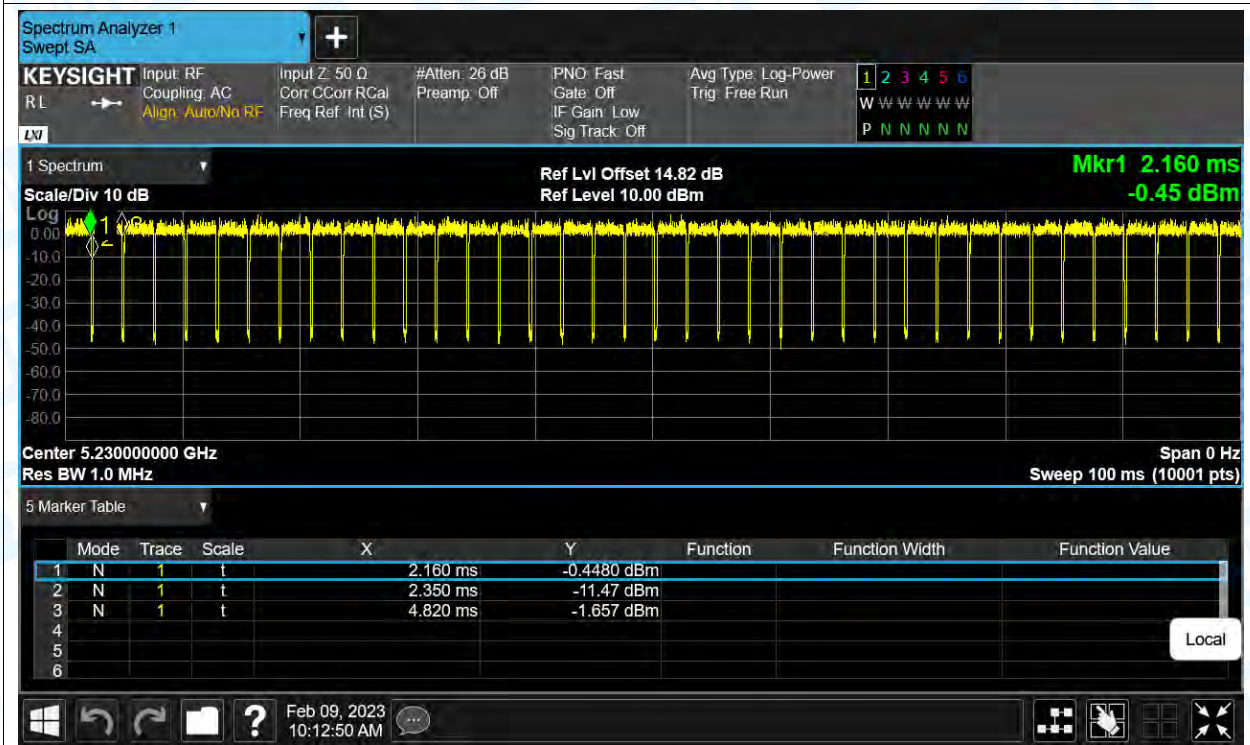 Spectrum Analyzer 1
Swept SA
+
KEYSIGHT Input: RF Input Z: 50 Ω #Atten: 26 dB PNO: Fast Avg Type: Log-Power 1 2 3 4 5 6
RL Coupling: AC Corr CCorr RCal Preamp: Off Gate: Off Trig: Free Run W W W W W W
Align: Auto/No RF Freq Ref: Int (S) IF Gain: Low P N N N N N
LXI Sig Track: Off
1 Spectrum Ref Lvl Offset 14.82 dB Mkr1 2.160 ms
Scale/Div 10 dB Ref Level 10.00 dBm -0.45 dBm
Log
1
2
0.00
-10.0
-20.0
-30.0
-40.0
-50.0
-60.0
-70.0
-80.0
Center 5.230000000 GHz Span 0 Hz
Res BW 1.0 MHz Sweep 100 ms (10001 pts)
5 Marker Table
Mode Trace Scale X Y Function Function Width Function Value
1 N 1 t 2.160 ms -0.4480 dBm
2 N 1 t 2.350 ms -11.47 dBm
3 N 1 t 4.820 ms -1.657 dBm
4
5
6
Local
? Feb 09, 2023
10:12:50 AM